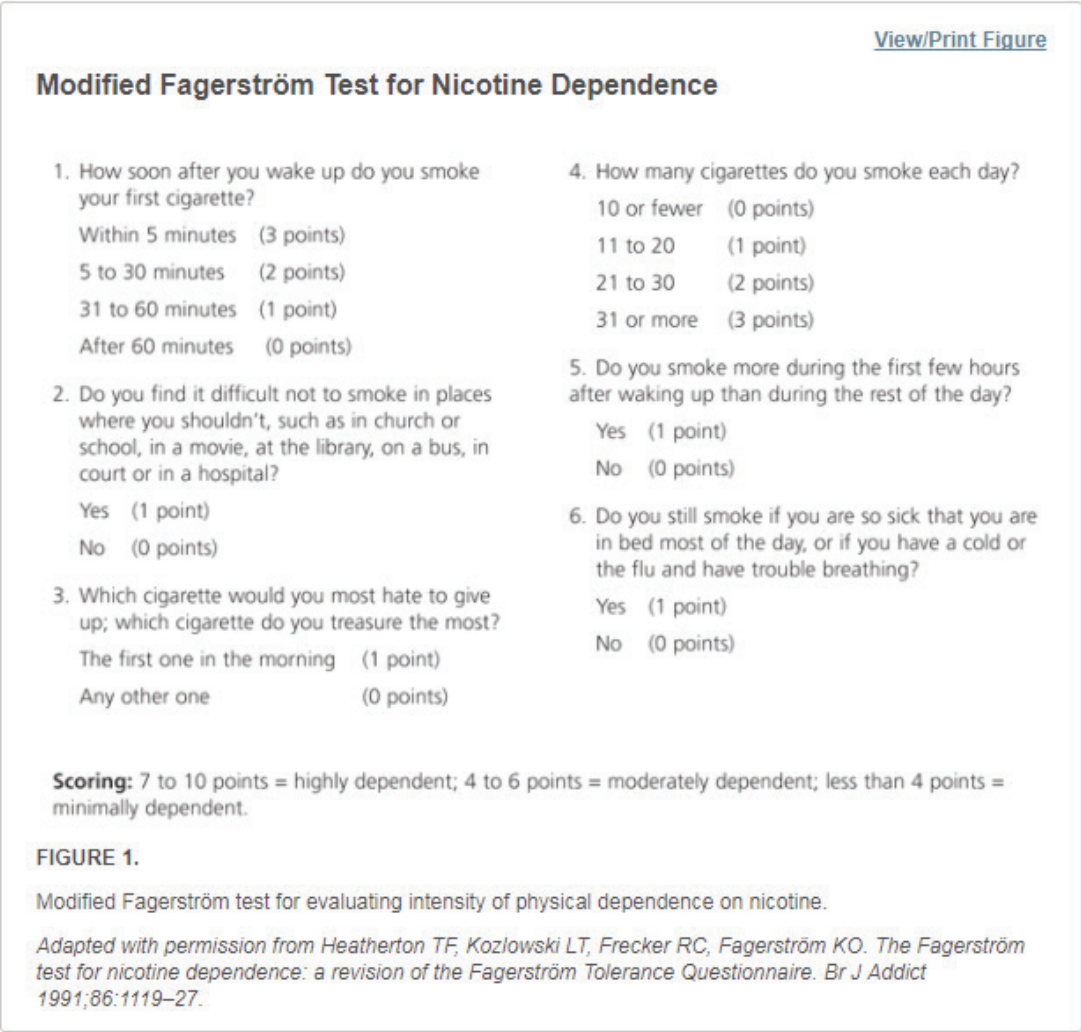 View/Print Figure
Modified Fagerström Test for Nicotine Dependence
1. How soon after you wake up do you smoke
your first cigarette?
Within 5 minutes (3 points)
5 to 30 minutes (2 points)
31 to 60 minutes (1 point)
After 60 minutes (0 points)
2. Do you find it difficult not to smoke in places
where you shouldn't, such as in church or
school, in a movie, at the library, on a bus, in
court or in a hospital?
Yes (1 point)
No (0 points)
3. Which cigarette would you most hate to give
up; which cigarette do you treasure the most?
The first one in the morning (1 point)
Any other one (0 points)
4. How many cigarettes do you smoke each day?
10 or fewer (0 points)
11 to 20 (1 point)
21 to 30 (2 points)
31 or more (3 points)
5. Do you smoke more during the first few hours
after waking up than during the rest of the day?
Yes (1 point)
No (0 points)
6. Do you still smoke if you are so sick that you are
in bed most of the day, or if you have a cold or
the flu and have trouble breathing?
Yes (1 point)
No (0 points)
Scoring: 7 to 10 points = highly dependent; 4 to 6 points = moderately dependent; less than 4 points =
minimally dependent.
FIGURE 1.
Modified Fagerström test for evaluating intensity of physical dependence on nicotine.
Adapted with permission from Heatherton TF, Kozlowski LT, Frecker RC, Fagerström KO. The Fagerström
test for nicotine dependence: a revision of the Fagerström Tolerance Questionnaire. Br J Addict
1991;86:1119–27.